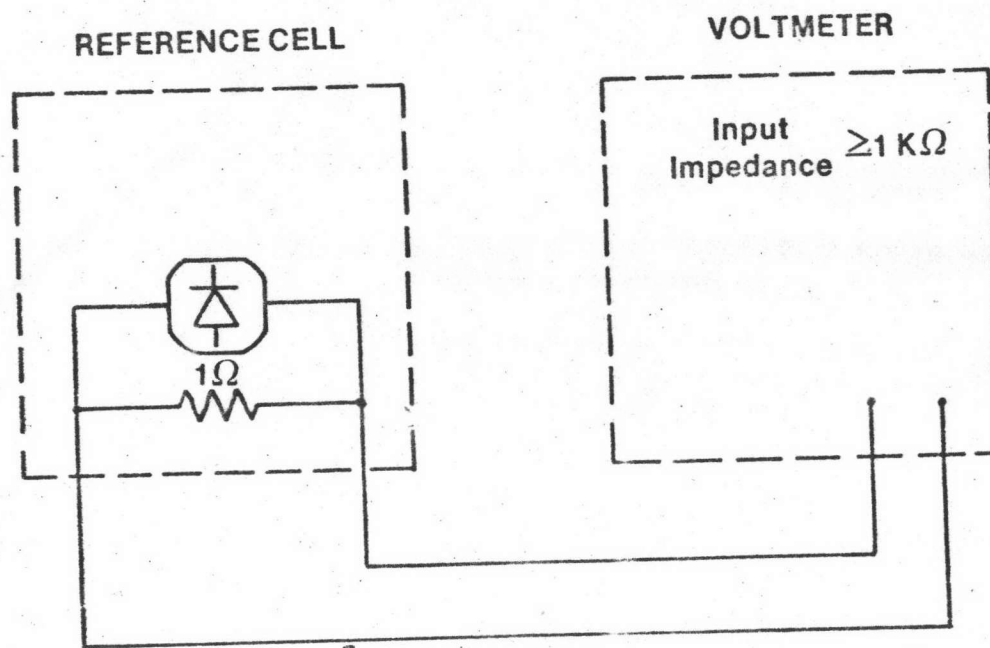 REFERENCE CELL
VOLTMETER
Input
Impedance ≥1 KΩ
1Ω